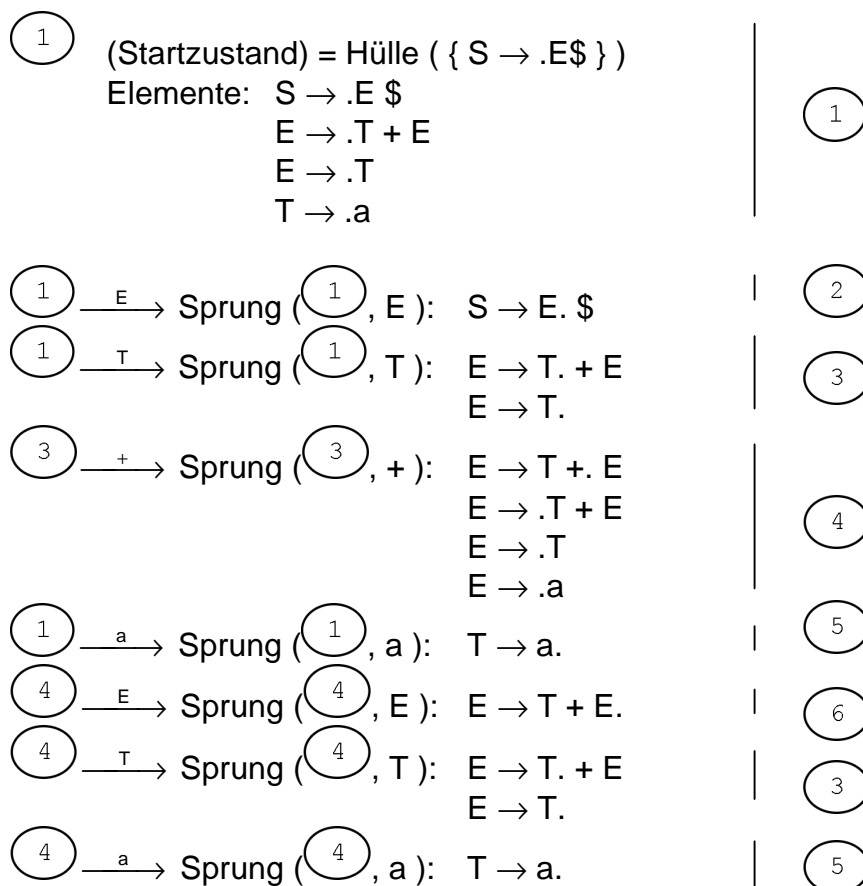 1 (Startzustand) = Hülle ( { S → .E$ } )
Elemente: S → .E $
E → .T + E
1
E → .T
T → .a
1 E → Sprung ( 1 , E ): S → E. $ 2
1 T → Sprung ( 1 , T ): E → T. + E 3
E → T.
3 + → Sprung ( 3 , + ): E → T +. E
E → .T + E 4
E → .T
E → .a
1 a → Sprung ( 1 , a ): T → a. 5
4 E → Sprung ( 4 , E ): E → T + E. 6
4 T → Sprung ( 4 , T ): E → T. + E 3
E → T.
4 a → Sprung ( 4 , a ): T → a. 5